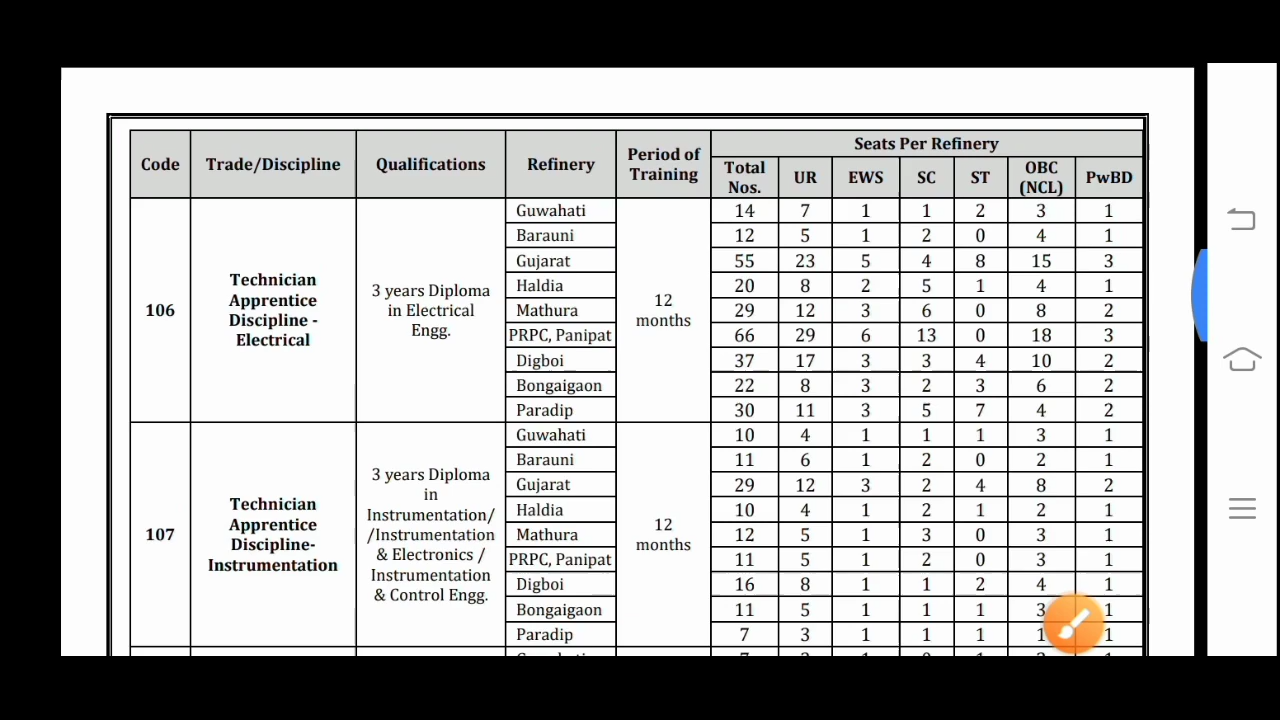 Code Trade/Discipline Qualifications Refinery Period of Training Seats Per Refinery
Total Nos. UR EWS SC ST OBC (NCL) PwBD
106 Technician Apprentice Discipline - Electrical 3 years Diploma in Electrical Engg. 12 months
Guwahati 14 7 1 1 2 3 1
Barauni 12 5 1 2 0 4 1
Gujarat 55 23 5 4 8 15 3
Haldia 20 8 2 5 1 4 1
Mathura 29 12 3 6 0 8 2
PRPC, Panipat 66 29 6 13 0 18 3
Digboi 37 17 3 3 4 10 2
Bongaigaon 22 8 3 2 3 6 2
Paradip 30 11 3 5 7 4 2
107 Technician Apprentice Discipline- Instrumentation 3 years Diploma in Instrumentation/ /Instrumentation & Electronics / Instrumentation & Control Engg. 12 months
Guwahati 10 4 1 1 1 3 1
Barauni 11 6 1 2 0 2 1
Gujarat 29 12 3 2 4 8 2
Haldia 10 4 1 2 1 2 1
Mathura 12 5 1 3 0 3 1
PRPC, Panipat 11 5 1 2 0 3 1
Digboi 16 8 1 1 2 4 1
Bongaigaon 11 5 1 1 1 3 1
Paradip 7 3 1 1 1 1 1